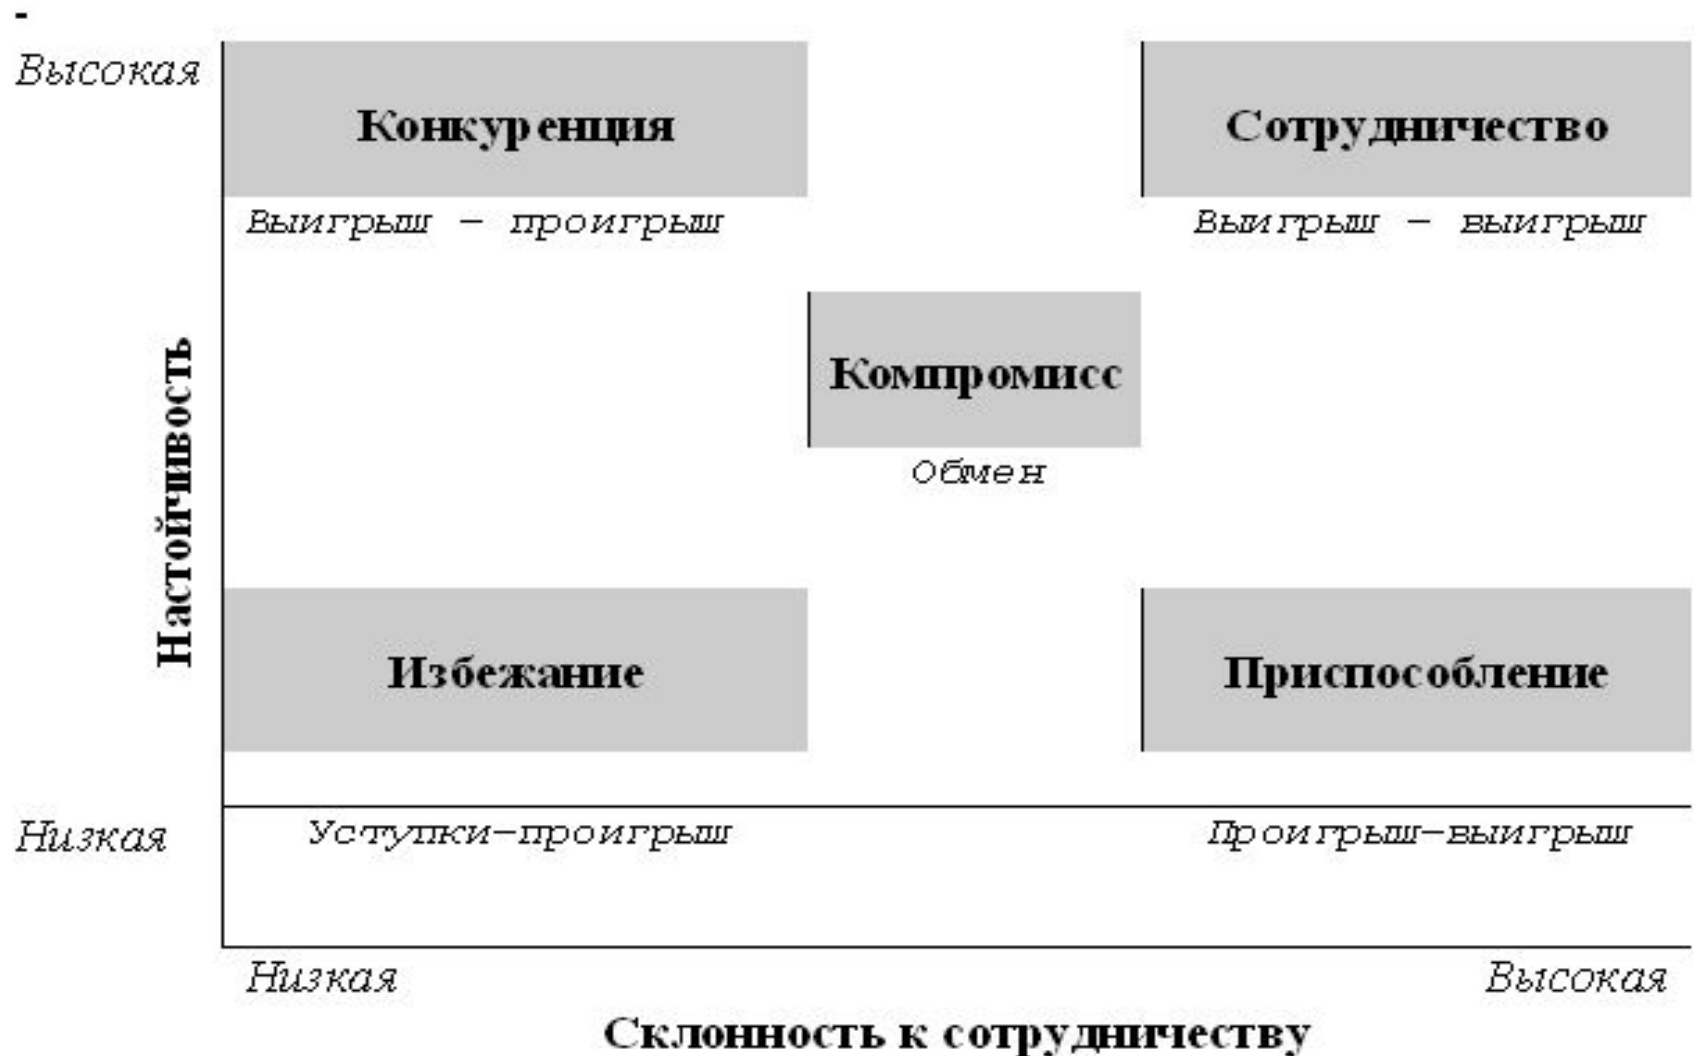 -
Высокая
Конкуренция
Сотрудничество
Выигрыш - проигрыш
Выигрыш - выигрыш
Компромисс
Обмен
Настойчивость
Избежание
Приспособление
Низкая
Уступки-проигрыш
Проигрыш-выигрыш
Низкая
Высокая
Склонность к сотрудничеству